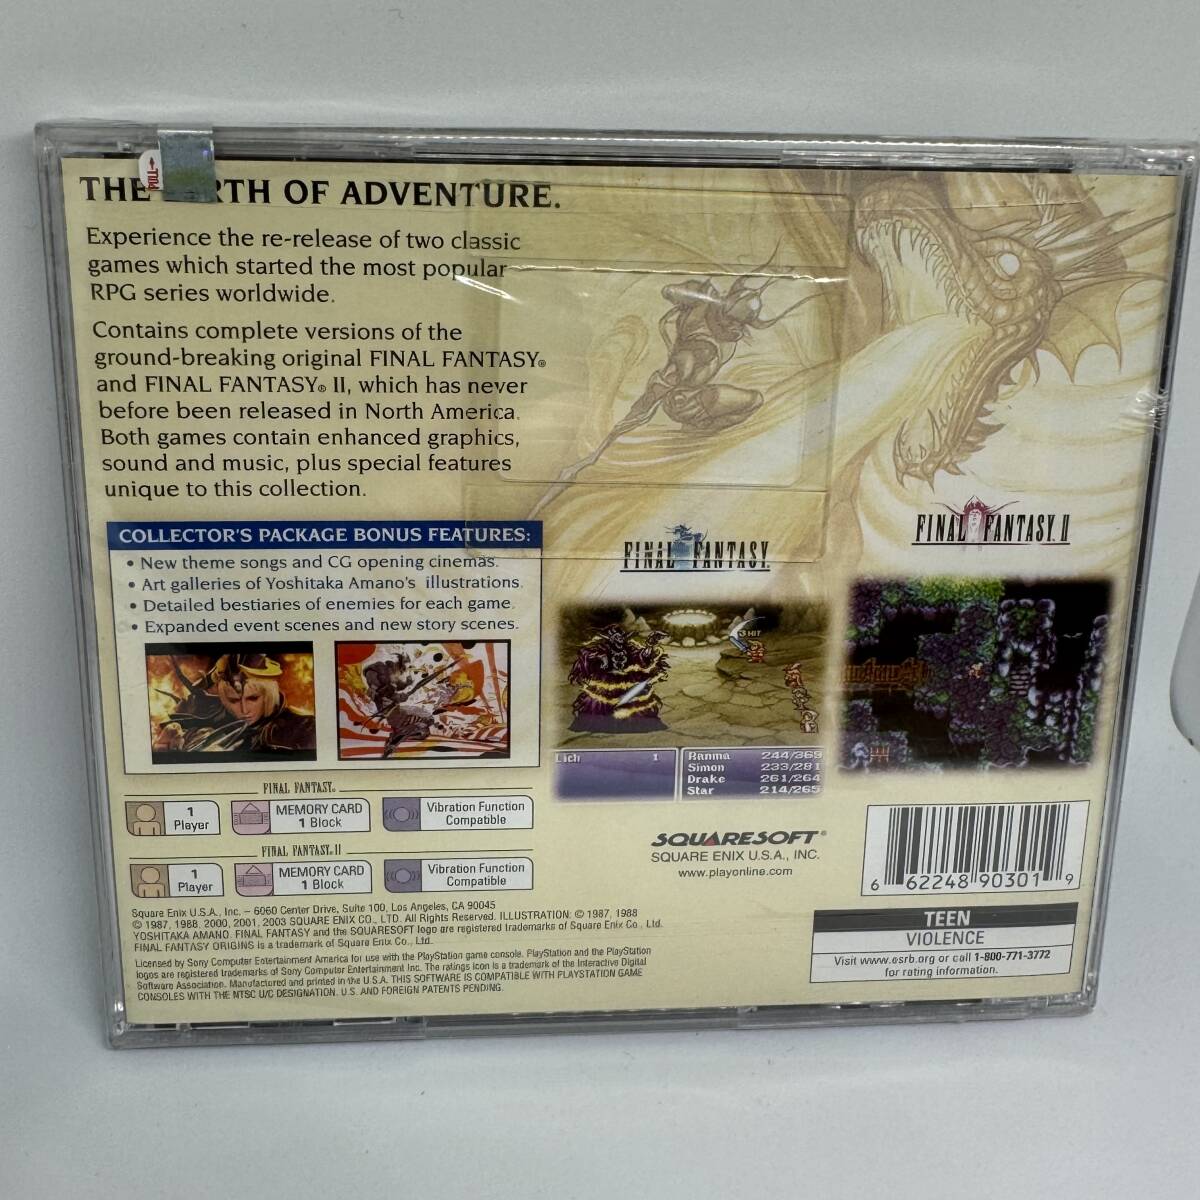 PULL
THE RTH OF ADVENTURE.
Experience the re-release of two classic
games which started the most popular
RPG series worldwide.
Contains complete versions of the
ground-breaking original FINAL FANTASY®
and FINAL FANTASY® II, which has never
before been released in North America.
Both games contain enhanced graphics,
sound and music, plus special features
unique to this collection.
COLLECTOR'S PACKAGE BONUS FEATURES:
• New theme songs and CG opening cinemas.
• Art galleries of Yoshitaka Amano's illustrations.
• Detailed bestiaries of enemies for each game.
• Expanded event scenes and new story scenes.
FINAL FANTASY.
FINAL FANTASY. II
3 HIT
Lich 1
Ranma 244/369
Simon 233/281
Drake 261/264
Star 214/265
FINAL FANTASY®
1 Player
MEMORY CARD 1 Block
Vibration Function Compatible
FINAL FANTASY® II
1 Player
MEMORY CARD 1 Block
Vibration Function Compatible
SQUARESOFT®
SQUARE ENIX U.S.A., INC.
www.playonline.com
6 62248 90301 9
TEEN
VIOLENCE
Visit www.esrb.org or call 1-800-771-3772
for rating information.
Square Enix U.S.A., Inc. – 6060 Center Drive, Suite 100, Los Angeles, CA 90045
© 1987, 1988, 2000, 2001, 2003 SQUARE ENIX CO., LTD. All Rights Reserved. ILLUSTRATION: © 1987, 1988
YOSHITAKA AMANO. FINAL FANTASY and the SQUARESOFT logo are registered trademarks of Square Enix Co., Ltd.
FINAL FANTASY ORIGINS is a trademark of Square Enix Co., Ltd.
Licensed by Sony Computer Entertainment America for use with the PlayStation game console. PlayStation and the PlayStation
logos are registered trademarks of Sony Computer Entertainment Inc. The ratings icon is a trademark of the Interactive Digital
Software Association. Manufactured and printed in the U.S.A. THIS SOFTWARE IS COMPATIBLE WITH PLAYSTATION GAME
CONSOLES WITH THE NTSC U/C DESIGNATION. U.S. AND FOREIGN PATENTS PENDING.